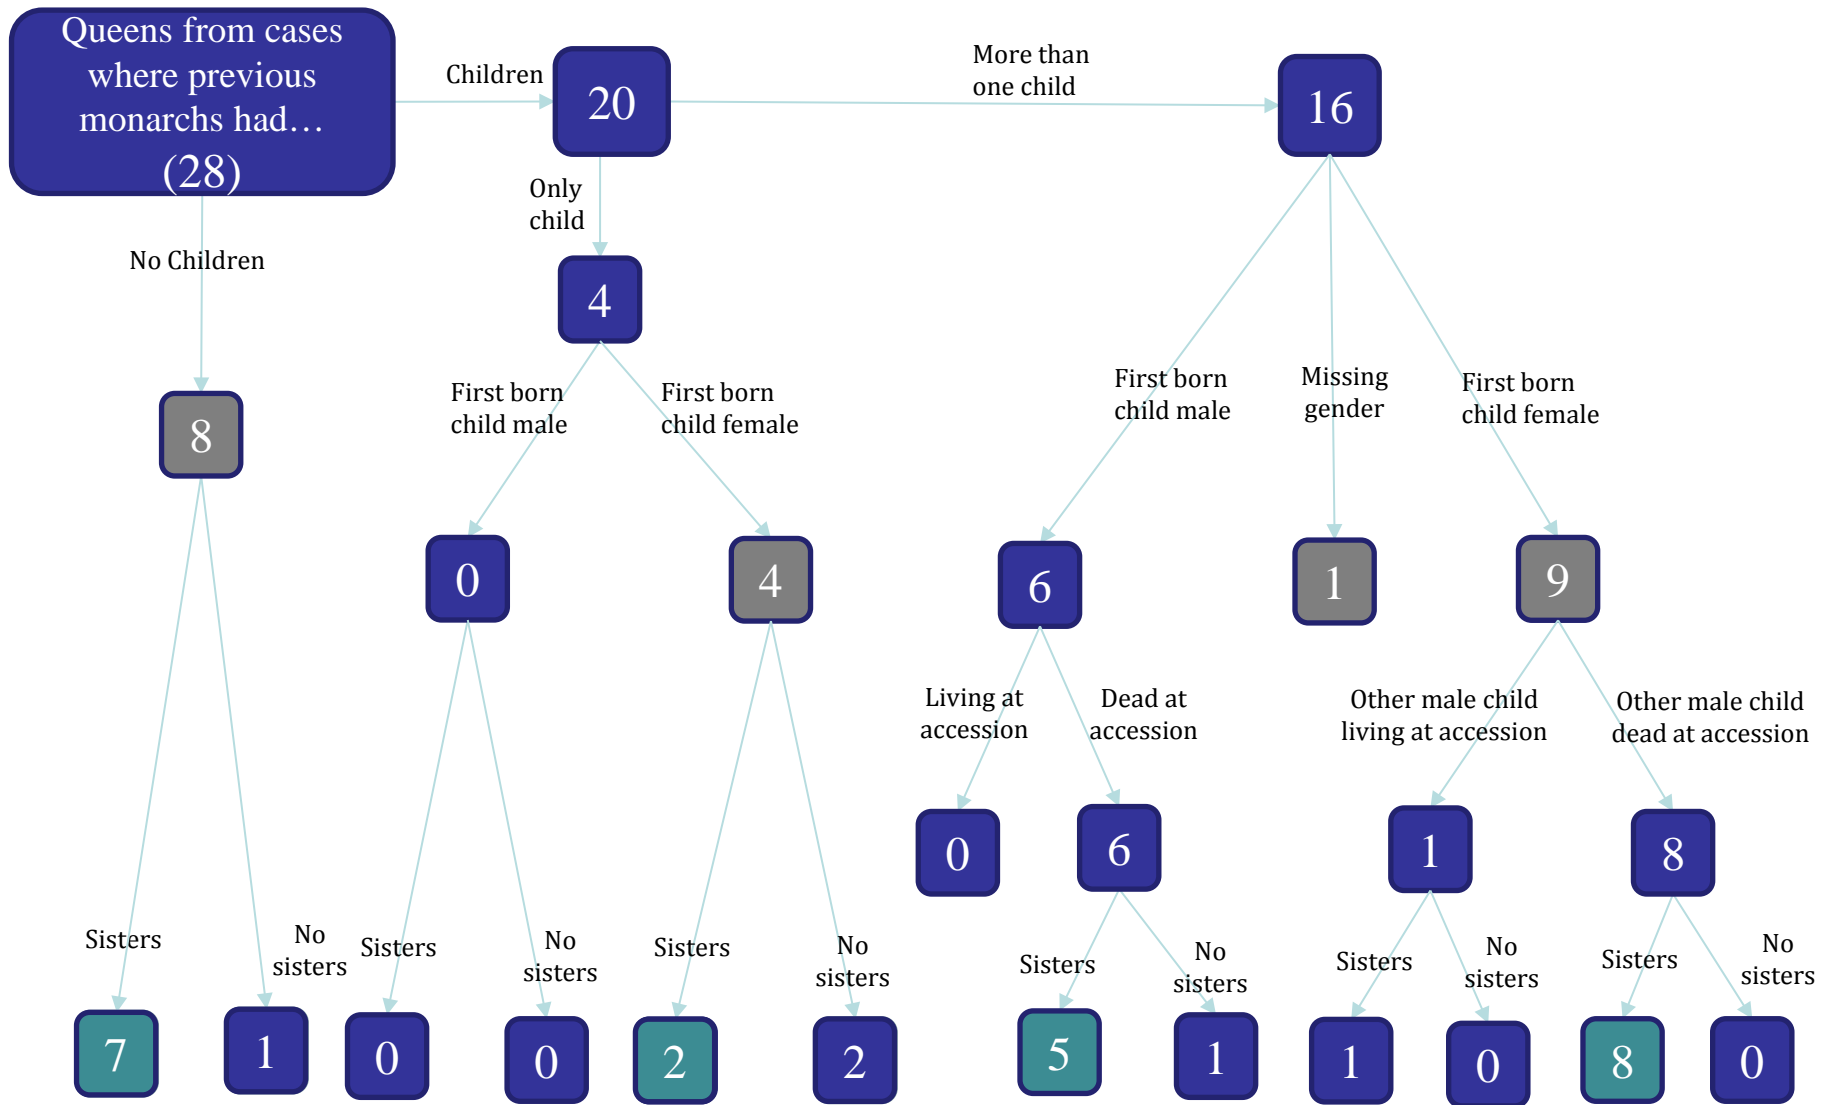 Queens from cases
where previous
monarchs had…
(28)
Children
20
More than
one child
16
Only
child
No Children
4
First born
child male
First born
child female
First born
child male
Missing
gender
First born
child female
8
0
4
6
1
9
Living at
accession
Dead at
accession
Other male child
living at accession
Other male child
dead at accession
0
6
1
8
Sisters
No
sisters
Sisters
No
sisters
Sisters
No
sisters
Sisters
No
sisters
Sisters
No
sisters
Sisters
No
sisters
7
1
0
0
2
2
5
1
1
0
8
0